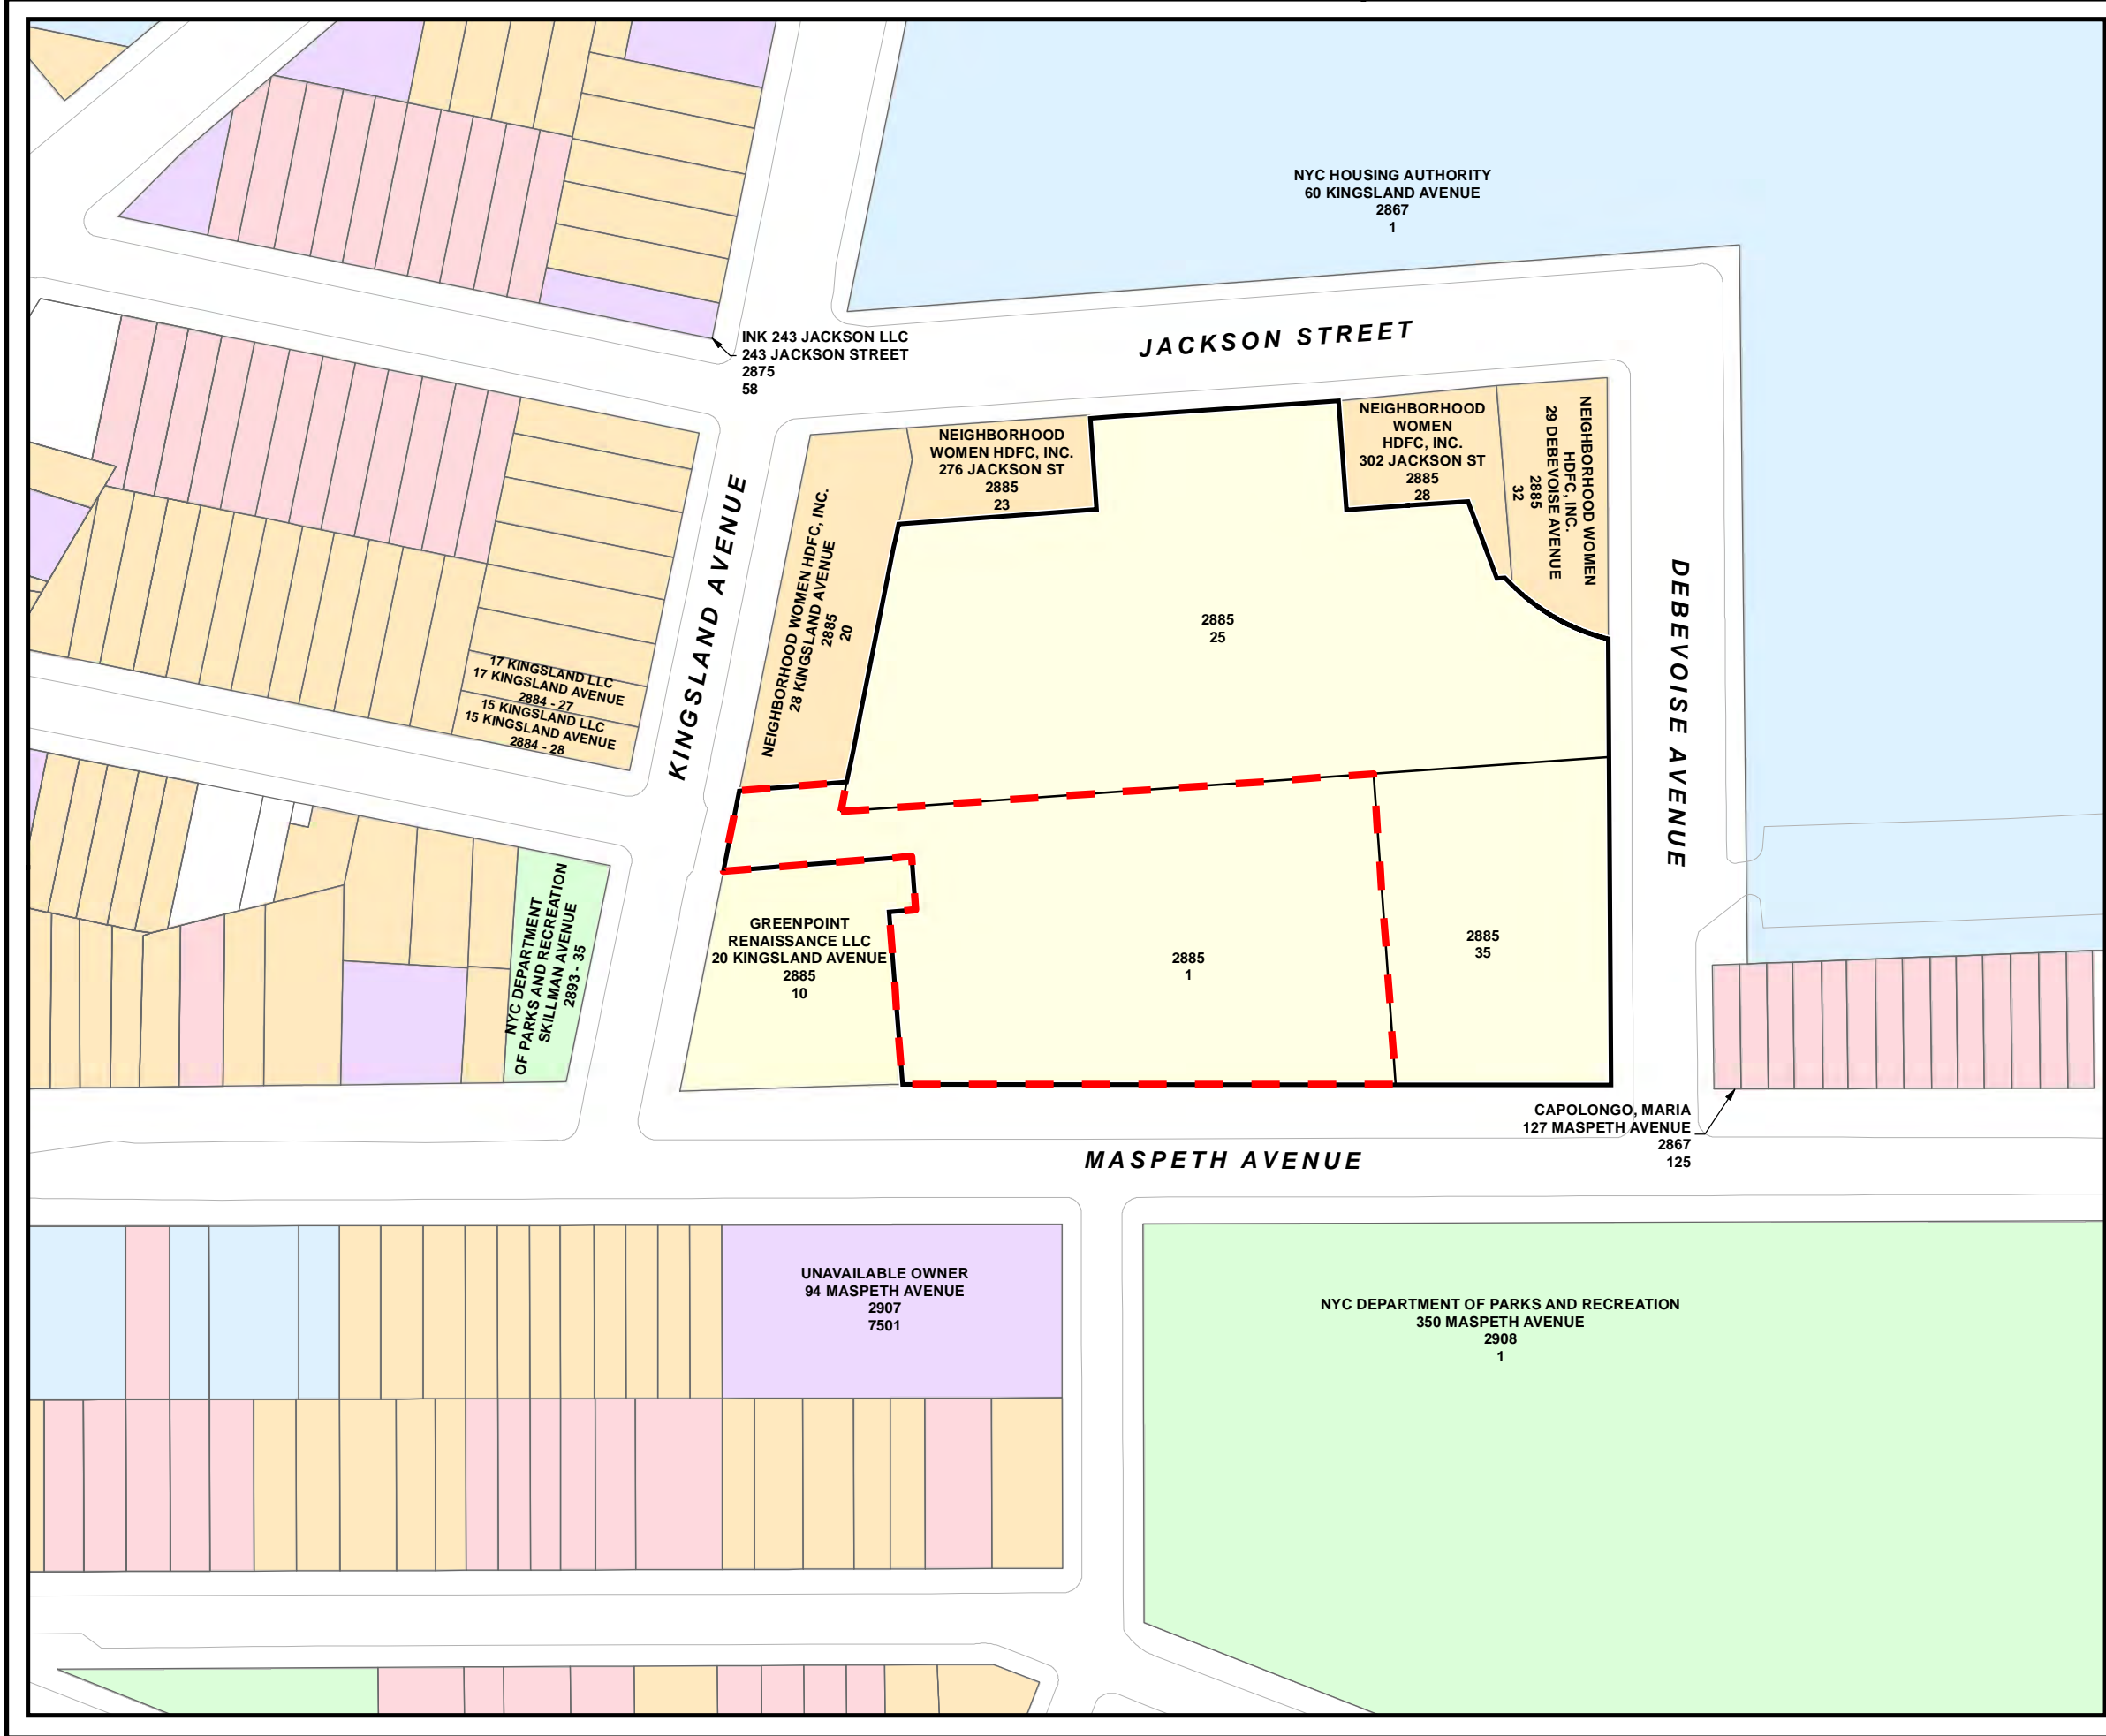 NYC HOUSING AUTHORITY
60 KINGSLAND AVENUE
2867
1
JACKSON STREET
INK 243 JACKSON LLC
243 JACKSON STREET
2875
58
NEIGHBORHOOD
WOMEN HDFC, INC.
276 JACKSON ST
2885
23
NEIGHBORHOOD
WOMEN
HDFC, INC.
302 JACKSON ST
2885
28
NEIGHBORHOOD WOMEN
HDFC, INC.
29 DEBEVOISE AVENUE
2885
32
NEIGHBORHOOD WOMEN HDFC, INC.
28 KINGSLAND AVENUE
2885
20
KINGSLAND AVENUE
2885
25
DEBEVOISE AVENUE
17 KINGSLAND LLC
17 KINGSLAND AVENUE
2884 - 27
15 KINGSLAND LLC
15 KINGSLAND AVENUE
2884 - 28
NYC DEPARTMENT
OF PARKS AND RECREATION
SKILLMAN AVENUE
2893 - 35
GREENPOINT
RENAISSANCE LLC
20 KINGSLAND AVENUE
2885
10
2885
1
2885
35
CAPOLONGO, MARIA
127 MASPETH AVENUE
2867
125
MASPETH AVENUE
UNAVAILABLE OWNER
94 MASPETH AVENUE
2907
7501
NYC DEPARTMENT OF PARKS AND RECREATION
350 MASPETH AVENUE
2908
1